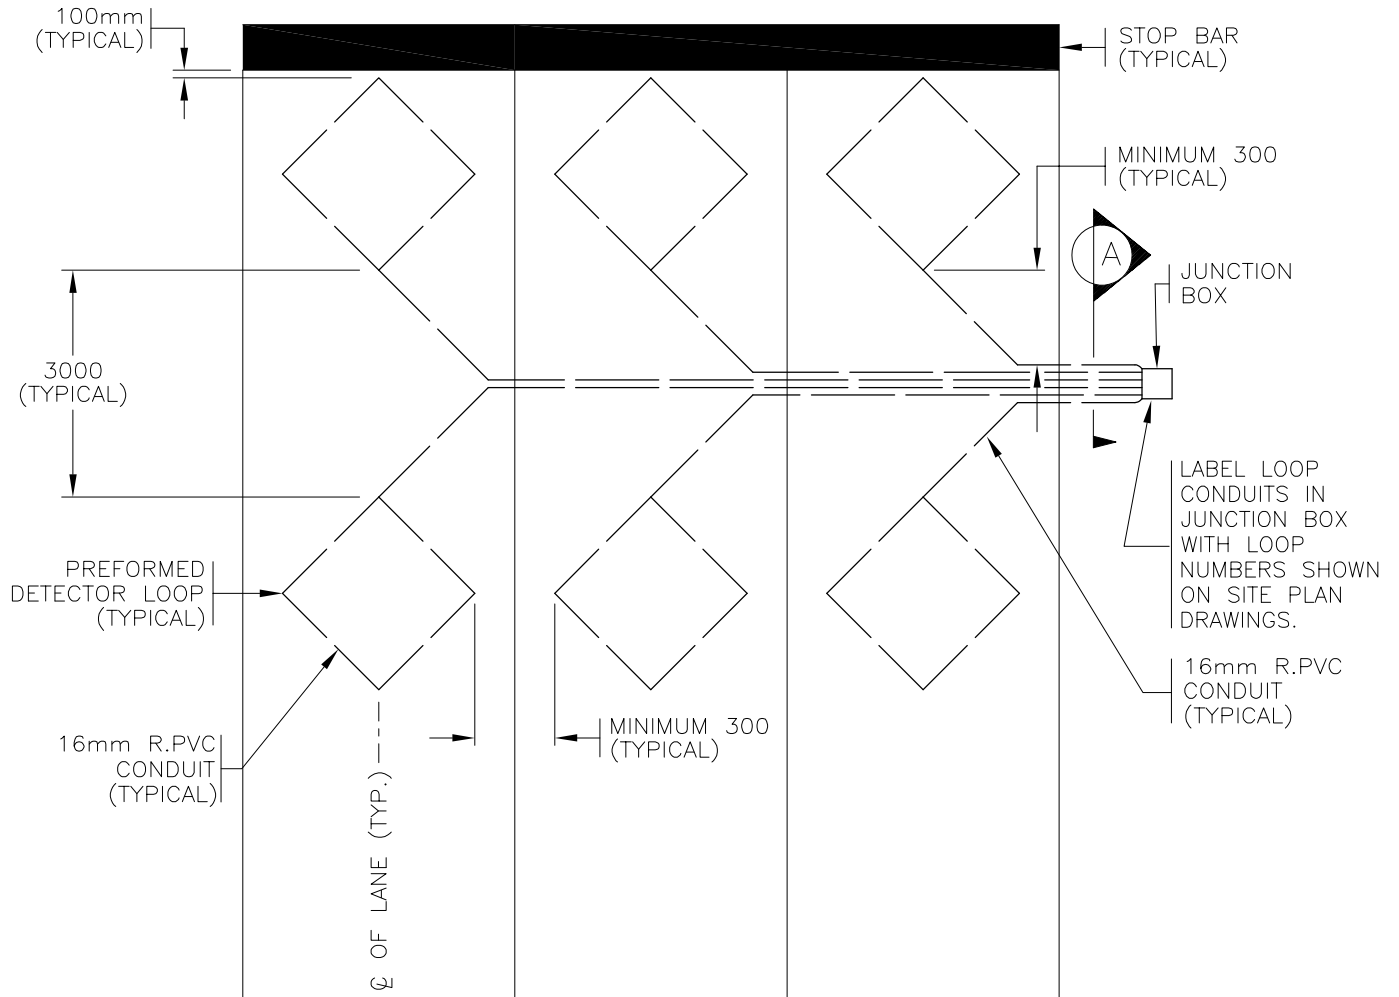 100mm
(TYPICAL)
STOP BAR
(TYPICAL)
MINIMUM 300
(TYPICAL)
A
JUNCTION
BOX
3000
(TYPICAL)
LABEL LOOP
CONDUITS IN
JUNCTION BOX
WITH LOOP
NUMBERS SHOWN
ON SITE PLAN
DRAWINGS.
PREFORMED
DETECTOR LOOP
(TYPICAL)
16mm R.PVC
CONDUIT
(TYPICAL)
MINIMUM 300
(TYPICAL)
16mm R.PVC
CONDUIT
(TYPICAL)
℄ OF LANE (TYP.)